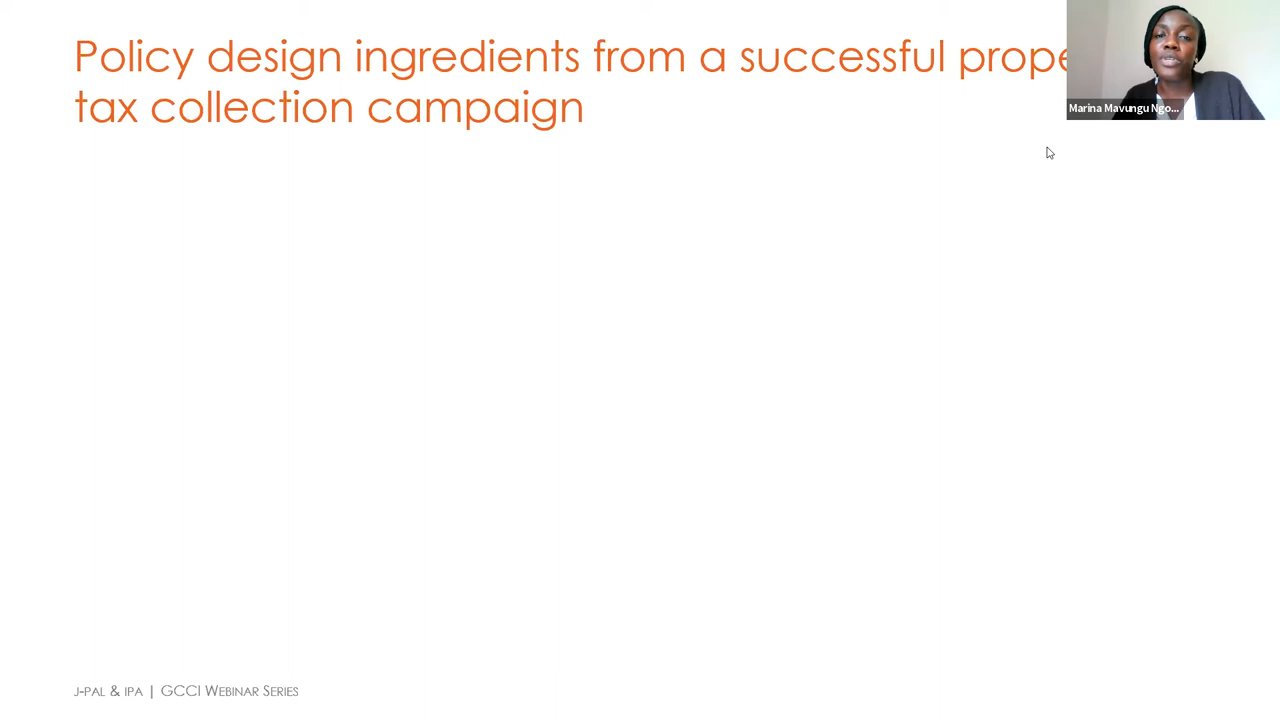 Policy design ingredients from a successful prope
tax collection campaign
Marina Mavungu Ngo...
J-PAL & IPA | GCCI WEBINAR SERIES